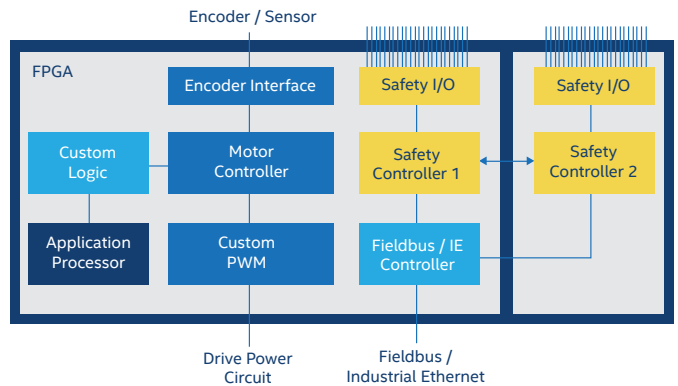 Encoder / Sensor
FPGA
Encoder Interface
Safety I/O
Safety I/O
Custom
Logic
Motor
Controller
Safety
Controller 1
Safety
Controller 2
Application
Processor
Custom
PWM
Fieldbus / IE
Controller
Drive Power
Circuit
Fieldbus /
Industrial Ethernet